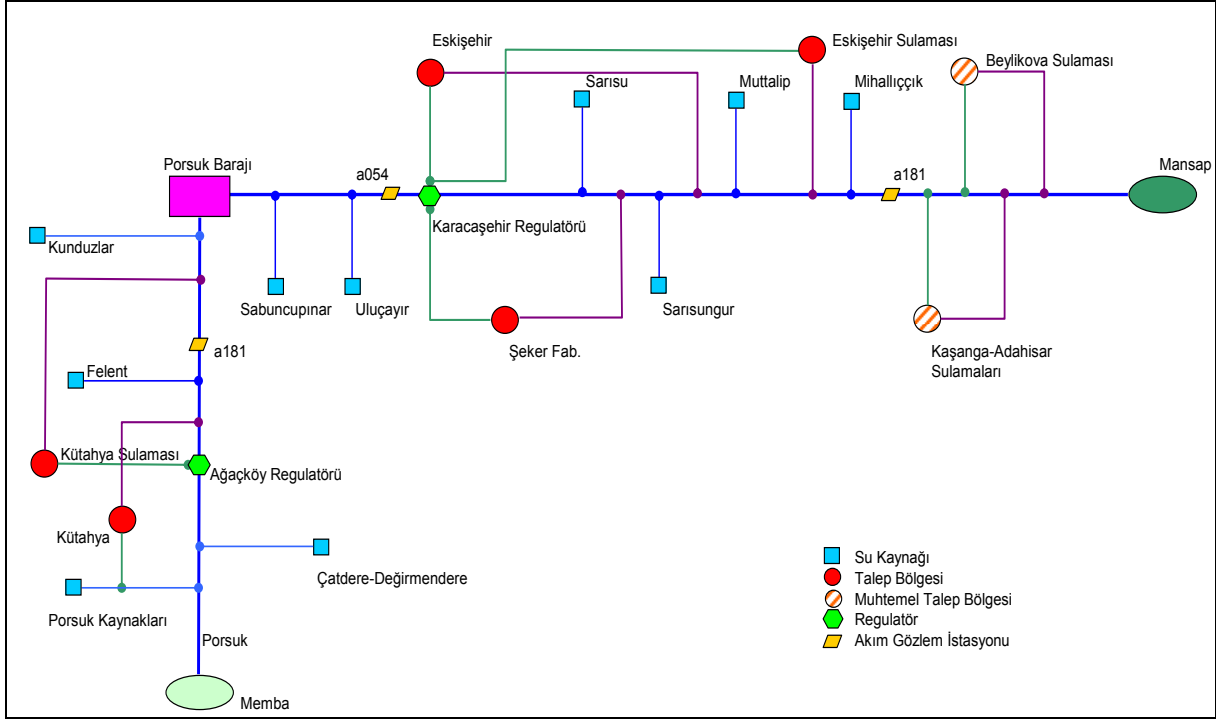 Eskişehir
Eskişehir Sulaması
Beylikova Sulaması
Sarısu
Muttalip
Mihallıççık
Porsuk Barajı
a054
a181
Mansap
Karacaşehir Regulatörü
Kunduzlar
Sabuncupınar
Uluçayır
Sarısungur
Şeker Fab.
Kaşanga-Adahisar
Sulamaları
a181
Felent
Kütahya Sulaması
Ağaçköy Regulatörü
Kütahya
Çatdere-Değirmendere
Porsuk Kaynakları
Porsuk
Memba
Su Kaynağı
Talep Bölgesi
Muhtemel Talep Bölgesi
Regulatör
Akım Gözlem İstasyonu